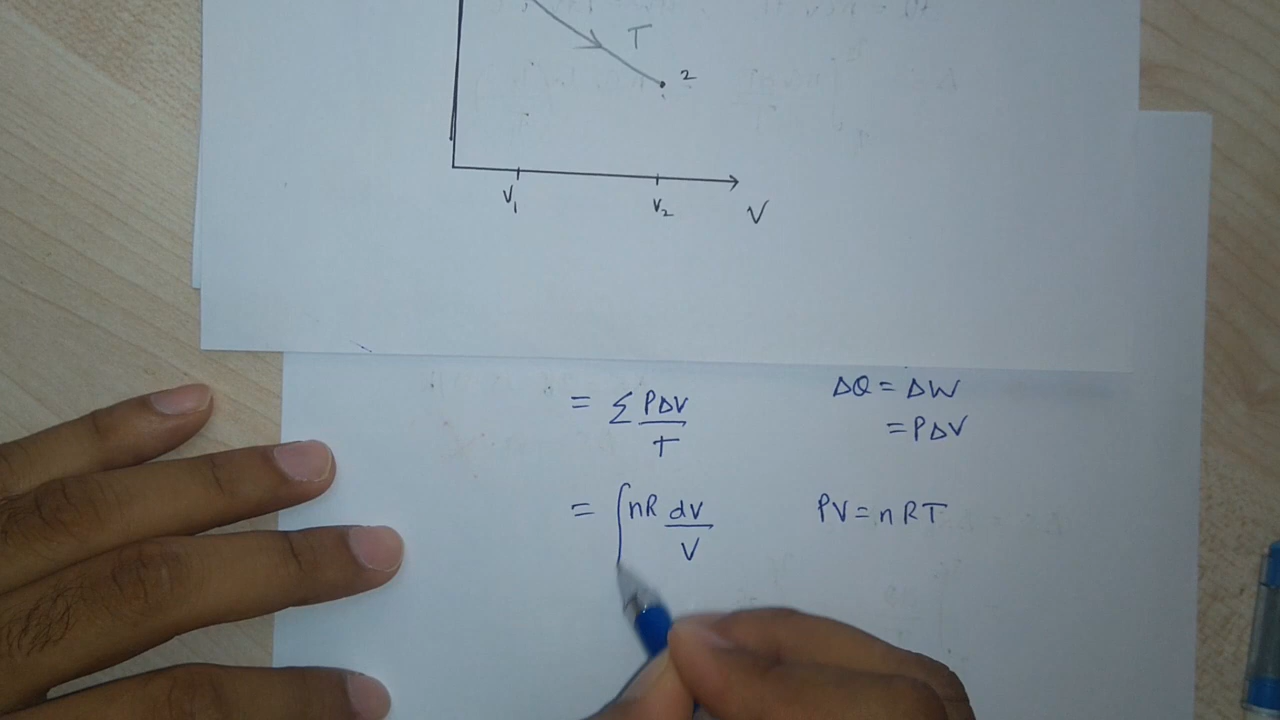 T
2
V₁
V₂
V
= Σ PΔV/T
ΔQ = ΔW
= PΔV
= ∫ nR dV/V
PV = nRT